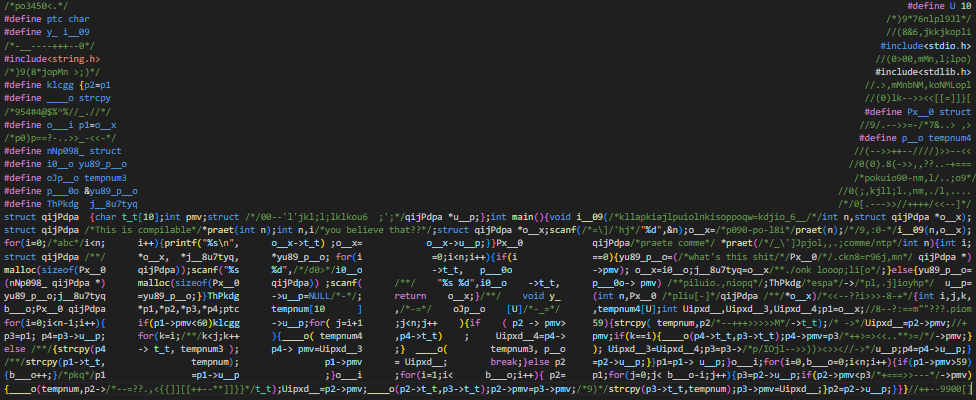 /*po3450<.*/ #define U 10
#define ptc char /*)9*76nlpl9Jl*/
#define y_ i__09 //(8&6,jkkjkopli
/*-__----+++--0*/ #include<stdio.h>
#include<string.h> //(0>00,mMn,l;lpo)
/*)9(8*jopMn >;)*/ #include<stdlib.h>
#define klcgg {p2=p1 //.>,mMnbNM,koNMLopl
#define ____o strcpy //(0)lk-->><<[[=]]}[
/*954#4@$%^%//_.//*/ #define Px__0 struct
#define o___i p1=o__x //9/.-->>=-/*7&..> ,>
/*p0)p==?-..>>_-<<-*/ #define p__o tempnum4
#define nNp098_ struct //(-->>++--////)>>--<<
#define i0__o yu89_p__o //0(0).8(->>,,??..-+===
#define oJp__o tempnum3 /*pokuio90-nm,l/..;o9*/
#define p___0o &yu89_p__o //0(;,kjll;l.,nm,./l,....
#define ThPkdg j__8u7tyq /*/0[.--->>//++++/<<--]*/
struct qijPdpa {char t_t[10];int pmv;struct /*/00--'l'jkl;l;lklkou6 ;';*/qijPdpa *u__p;};int main(){void i__09(/*kllapkiajlpuiolnkisoppoqw=kdjio_6__/*/int n,struct qijPdpa *o__x);
struct qijPdpa /*This is compilable*/*praet(int n);int n,i/*you believe that??*/;struct qijPdpa *o__x;scanf(/*=\]/'hj*/"%d",&n);o__x=/*p090-po-l8i*/praet(n);/*/9,:0-*/i__09(n,o__x);
for(i=0;/*abc*/i<n; i++){printf("%s\n", o__x->t_t) ;o__x= o__x->u__p;}}Px__0 qijPdpa/*praete comme*/ *praet(/*/_\']Jpjol,,.;comme/ntp*/int n){int i;
struct qijPdpa /**/ *o__x, *j__8u7tyq, *yu89_p__o; for(i =0;i<n;i++){if(i ==0){yu89_p__o=(/*what's this shit*/Px__0/*/.ckn8=r96j,mn*/ qijPdpa *)
malloc(sizeof(Px__0 qijPdpa));scanf("%s %d",/*/d0>*/i0__o ->t_t, p___0o ->pmv); o__x=i0__o;j__8u7tyq=o__x/**./onk looop;li[o*/;}else{yu89_p__o=
(nNp098_ qijPdpa *) malloc(sizeof(Px__0 qijPdpa)) ;scanf( /**/ "%s %d",i0__o ->t_t, p___0o->pmv) /**/piluio.,niopq*/;ThPkdg/*espa*/->/*pl..j]ioyhp*/ u__p=
yu89_p__o;j__8u7tyq =yu89_p__o;}}ThPkdg ->u__p=NULL/*-*/; return o__x;}/**/ void y_ (int n,Px__0 /*pliu[-]*/qijPdpa /**/*o__x)/*<<--??i>>>-8-+*/{int i,j,k,
b___o;Px__0 qijPdpa *p1,*p2,*p3,*p4;ptc tempnum[10 ] ,/*-=*/ oJp__o [U]/*-_=*/ ,tempnum4[U];int Uipxd__,Uipxd__3,Uipxd__4;
for(i=0;i<n-1;i++){ if(p1->pmv<60)klcgg ->u__p;for( j=i+1 ;j<n;j++ ){if ( p2 -> pmv< 59){strcpy( tempnum,p2/*--+++>>>>>M*/->t_t);/* ->*/Uipxd__=p2->pmv;//+
p3=p1; p4=p3->u__p; for(k=i;/**/k<j;k++ ){____o( tempnum4 ,p4->t_t); Uipxd__4=p4-> pmv;if(k==i){____o(p4->t_t,p3->t_t);p4->pmv=p3/*++>=<<..**>=/*/->pmv;}
else /**/{strcpy(p4 -> t_t, tempnum3 ); p4-> pmv=Uipxd__3 ;} ____o( tempnum3, p__o ); Uipxd__3=Uipxd__4;p3=p3->/*p/IOjl->>))>><><//->*/u__p;p4=p4->u__p;}
/**/strcpy(p1->t_t, tempnum); p1->pmv= Uipxd__; break;}else p2 =p2->u__p;}}p1=p1-> u__p;}o___i;for(i=0,b___o=0;i<n;i++){if(p1->pmv>59)
{b___o++;}/*pkq*/p1 =p1->u__p ;}o___i ;for(i=1;i< b___o;i++){ p2= p1;for(j=0;j< b___o-i;j++){p3=p2->u__p;if(p2->pmv<p3/*+===>>---*/->pmv)
{____o(tempnum,p2->/*--==??.,<{{[]][++--**]]}}*/t_t);Uipxd__=p2->pmv;____o(p2->t_t,p3->t_t);p2->pmv=p3->pmv;/*9)*/strcpy(p3->t_t,tempnum);p3->pmv=Uipxd__;}p2=p2->u__p;}}}//++--9900[]